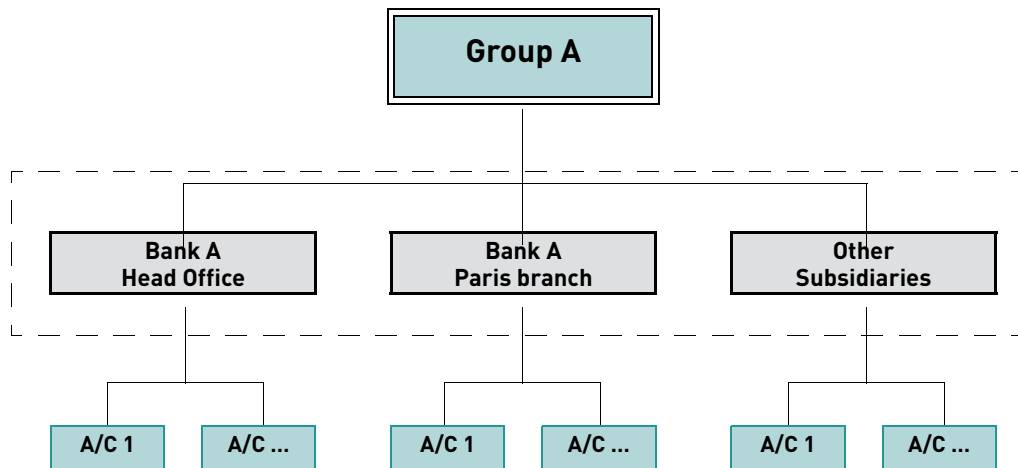 Group A
Bank A
Head Office
Bank A
Paris branch
Other
Subsidiaries
A/C 1
A/C ...
A/C 1
A/C ...
A/C 1
A/C ...